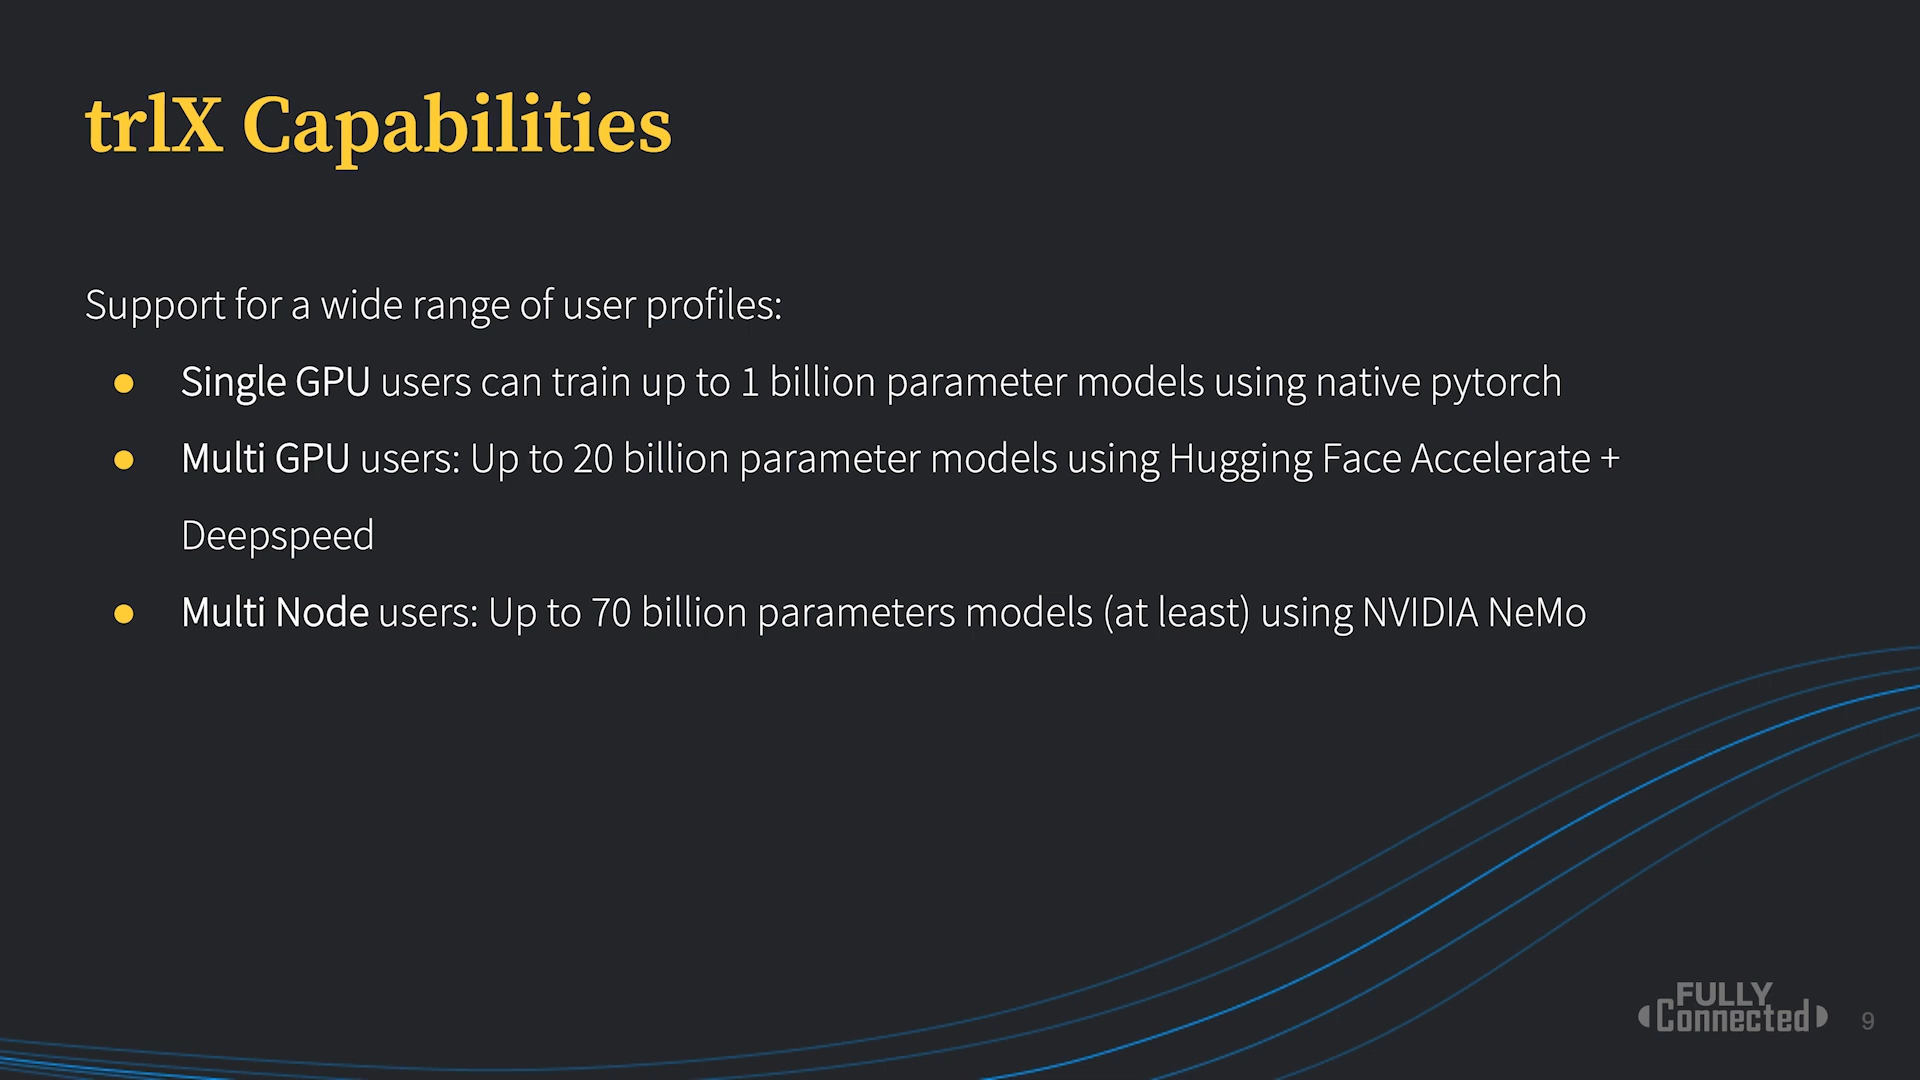 trlX Capabilities
Support for a wide range of user profiles:
● Single GPU users can train up to 1 billion parameter models using native pytorch
● Multi GPU users: Up to 20 billion parameter models using Hugging Face Accelerate +
Deepspeed
● Multi Node users: Up to 70 billion parameters models (at least) using NVIDIA NeMo
FULLY
Connected
9